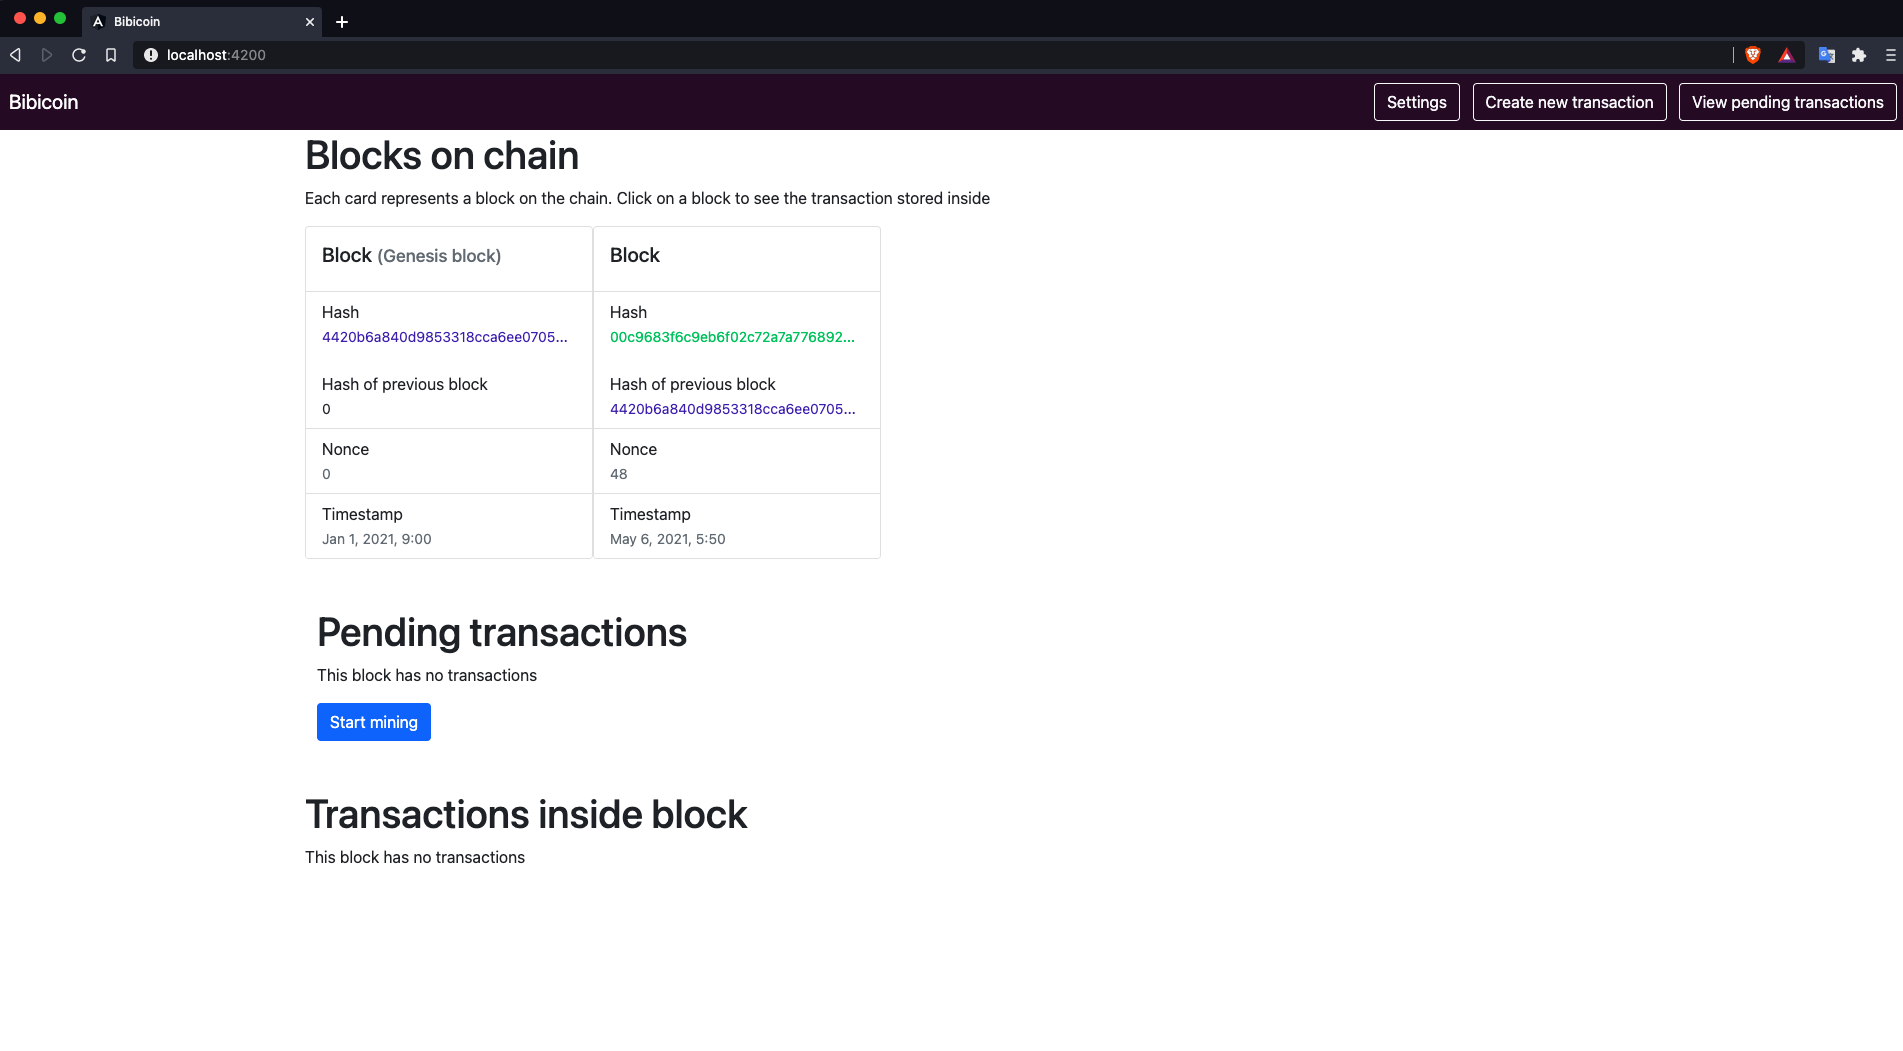 Bibicoin
localhost:4200
Bibicoin
Settings
Create new transaction
View pending transactions
Blocks on chain
Each card represents a block on the chain. Click on a block to see the transaction stored inside
Block (Genesis block)
Hash
4420b6a840d9853318cca6ee0705...
Hash of previous block
0
Nonce
0
Timestamp
Jan 1, 2021, 9:00
Block
Hash
00c9683f6c9eb6f02c72a7a776892...
Hash of previous block
4420b6a840d9853318cca6ee0705...
Nonce
48
Timestamp
May 6, 2021, 5:50
Pending transactions
This block has no transactions
Start mining
Transactions inside block
This block has no transactions